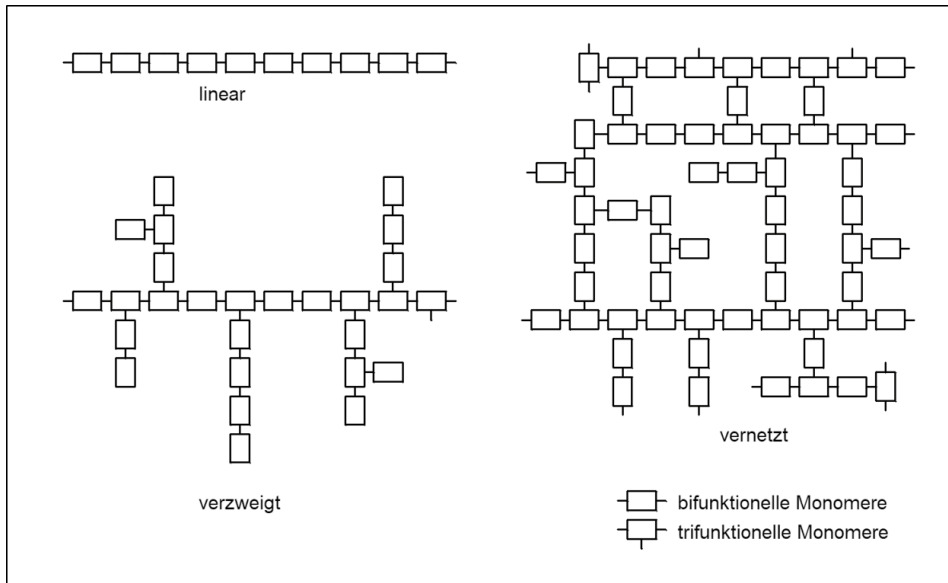 linear
verzweigt
vernetzt
bifunktionelle Monomere
trifunktionelle Monomere